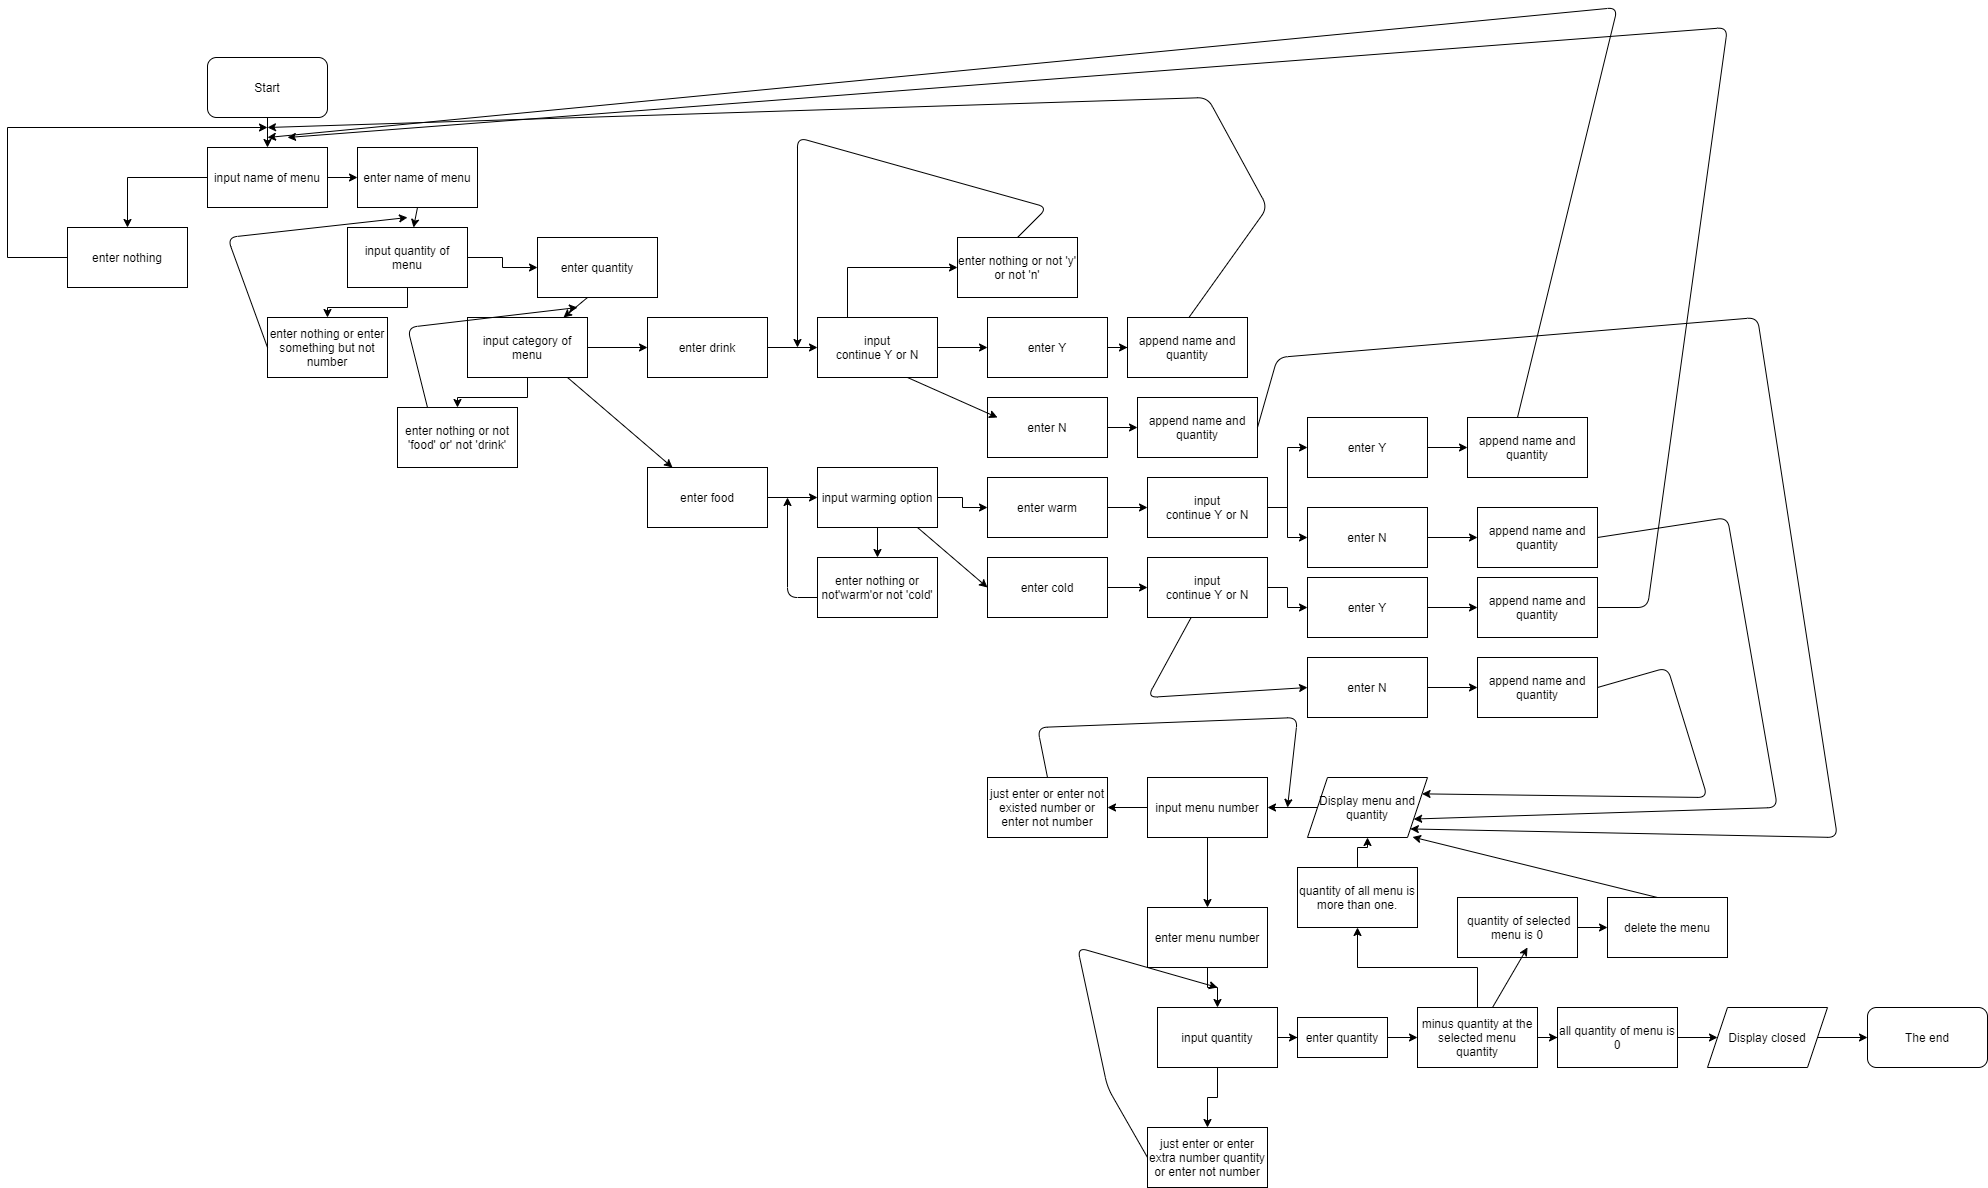 Start
input name of menu
enter name of menu
enter nothing
input quantity of
menu
enter quantity
enter nothing or not 'y'
or not 'n'
enter nothing or enter
something but not
number
input category of
menu
enter drink
input
continue Y or N
enter Y
append name and
quantity
enter nothing or not
'food' or' not 'drink'
enter N
append name and
quantity
enter Y
append name and
quantity
enter food
input warming option
enter warm
input
continue Y or N
enter N
append name and
quantity
enter nothing or
not'warm'or not 'cold'
enter cold
input
continue Y or N
enter Y
append name and
quantity
enter N
append name and
quantity
just enter or enter not
existed number or
enter not number
input menu number
Display menu and
quantity
quantity of all menu is
more than one.
enter menu number
quantity of selected
menu is 0
delete the menu
input quantity
enter quantity
minus quantity at the
selected menu
quantity
all quantity of menu is
0
Display closed
The end
just enter or enter
extra number quantity
or enter not number